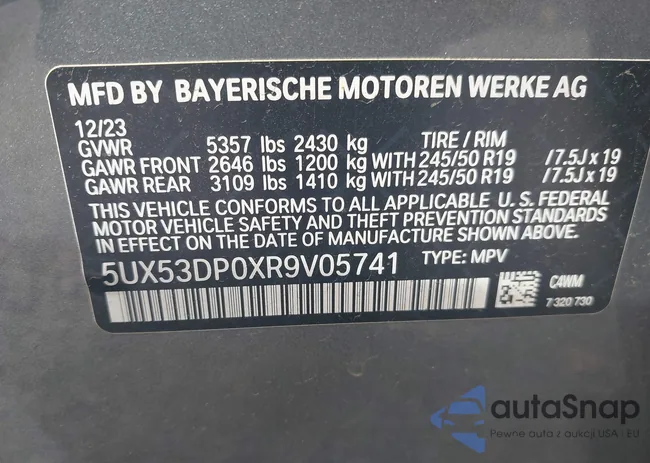 MFD BY BAYERISCHE MOTOREN WERKE AG
12/23
GVWR 5357 lbs 2430 kg TIRE / RIM
GAWR FRONT 2646 lbs 1200 kg WITH 245/50 R19 /7.5J x 19
GAWR REAR 3109 lbs 1410 kg WITH 245/50 R19 /7.5J x 19
THIS VEHICLE CONFORMS TO ALL APPLICABLE U. S. FEDERAL
MOTOR VEHICLE SAFETY AND THEFT PREVENTION STANDARDS
IN EFFECT ON THE DATE OF MANUFACTURE SHOWN ABOVE.
5UX53DP0XR9V05741 TYPE: MPV
C4WM
7 320 730
autaSnap
Pewne auta z aukcji USA - EU